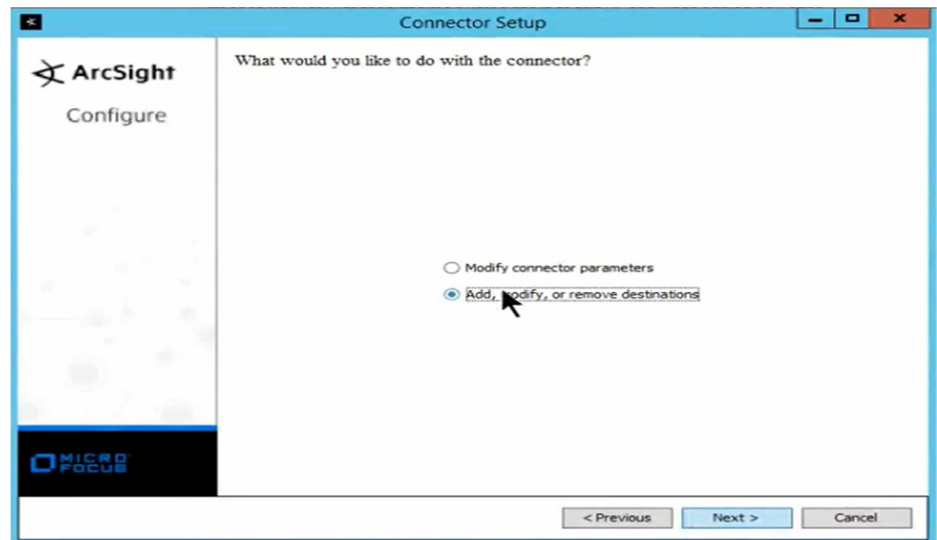 Connector Setup
ArcSight
Configure
What would you like to do with the connector?
Modify connector parameters
Add, modify, or remove destinations
MICRO
FOCUS
< Previous
Next >
Cancel